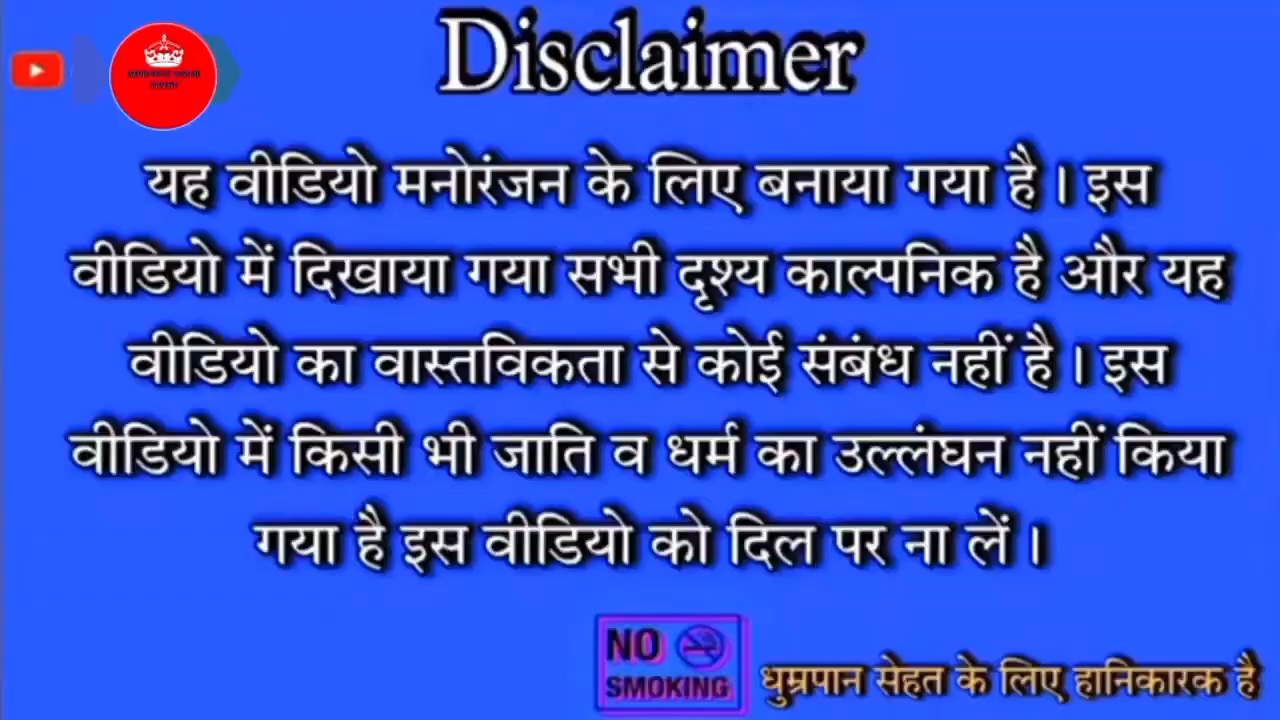 Disclaimer
यह वीडियो मनोरंजन के लिए बनाया गया है । इस
वीडियो में दिखाया गया सभी दृश्य काल्पनिक है और यह
वीडियो का वास्तविकता से कोई संबंध नहीं है । इस
वीडियो में किसी भी जाति व धर्म का उल्लंघन नहीं किया
गया है इस वीडियो को दिल पर ना लें ।
NO
SMOKING
धुम्रपान सेहत के लिए हानिकारक है